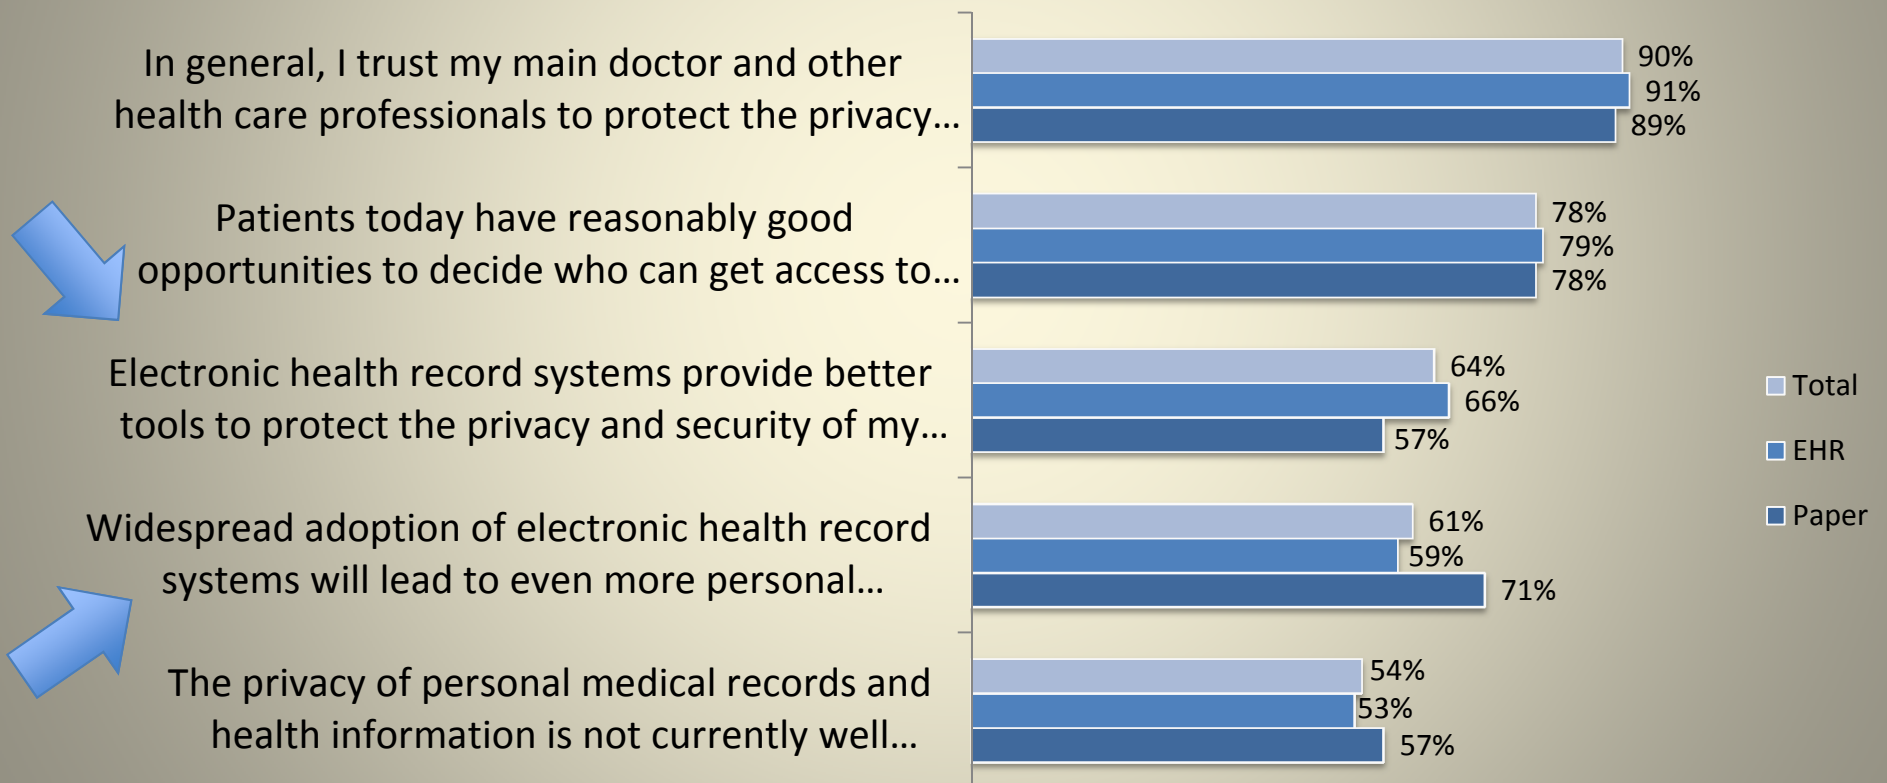 In general, I trust my main doctor and other
health care professionals to protect the privacy…
90%
91%
89%
Patients today have reasonably good
opportunities to decide who can get access to…
78%
79%
78%
Electronic health record systems provide better
tools to protect the privacy and security of my…
64%
66%
57%
Widespread adoption of electronic health record
systems will lead to even more personal…
61%
59%
71%
The privacy of personal medical records and
health information is not currently well…
54%
53%
57%
Total
EHR
Paper